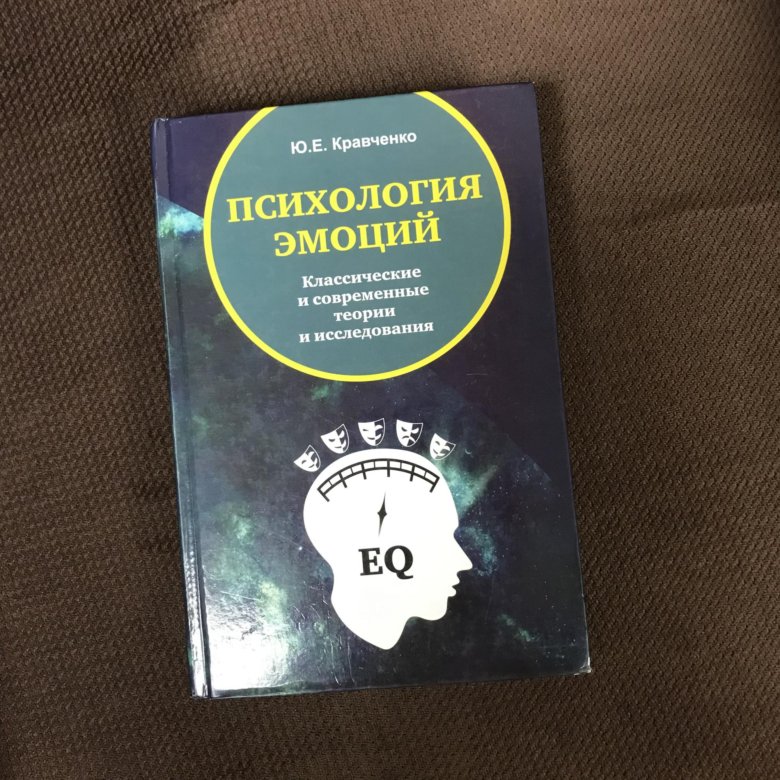 Ю.Е. Кравченко
ПСИХОЛОГИЯ
ЭМОЦИЙ
Классические
и современные
теории
и исследования
EQ